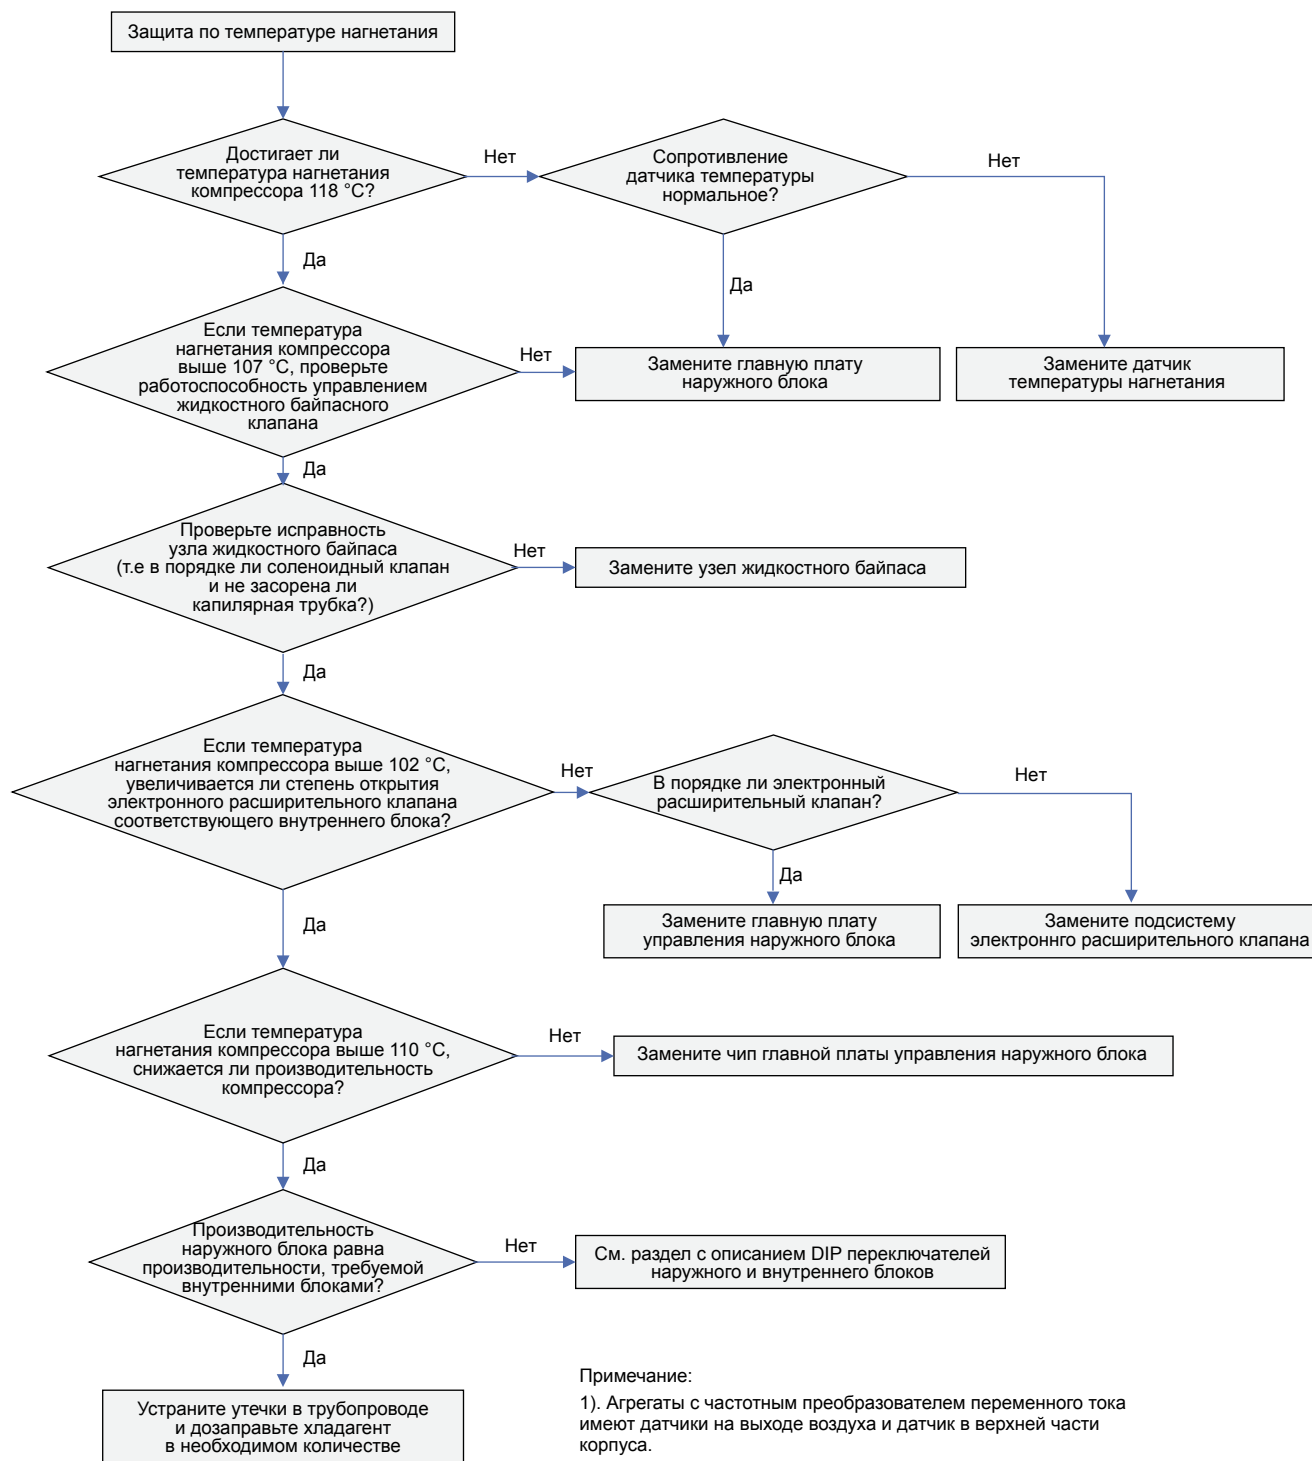 Защита по температуре нагнетания
Достигает ли
температура нагнетания
компрессора 118 °C?
Нет
Сопротивление
датчика температуры
нормальное?
Нет
Да
Да
Если температура
нагнетания компрессора
выше 107 °C, проверьте
работоспособность управлением
жидкостного байпасного
клапана
Нет
Замените главную плату
наружного блока
Замените датчик
температуры нагнетания
Да
Проверьте исправность
узла жидкостного байпаса
(т.е в порядке ли соленоидный клапан
и не засорена ли
капилярная трубка?)
Нет
Замените узел жидкостного байпаса
Да
Если температура
нагнетания компрессора выше 102 °C,
увеличивается ли степень открытия
электронного расширительного клапана
соответствующего внутреннего блока?
Нет
В порядке ли электронный
расширительный клапан?
Нет
Да
Да
Замените главную плату
управления наружного блока
Замените подсистему
электроннго расширительного клапана
Если температура
нагнетания компрессора выше 110 °C,
снижается ли производительность
компрессора?
Нет
Замените чип главной платы управления наружного блока
Да
Производительность
наружного блока равна
производительности, требуемой
внутренними блоками?
Нет
См. раздел с описанием DIP переключателей
наружного и внутреннего блоков
Да
Устраните утечки в трубопроводе
и дозаправьте хладагент
в необходимом количестве
Примечание:
1). Агрегаты с частотным преобразователем переменного тока
имеют датчики на выходе воздуха и датчик в верхней части
корпуса.